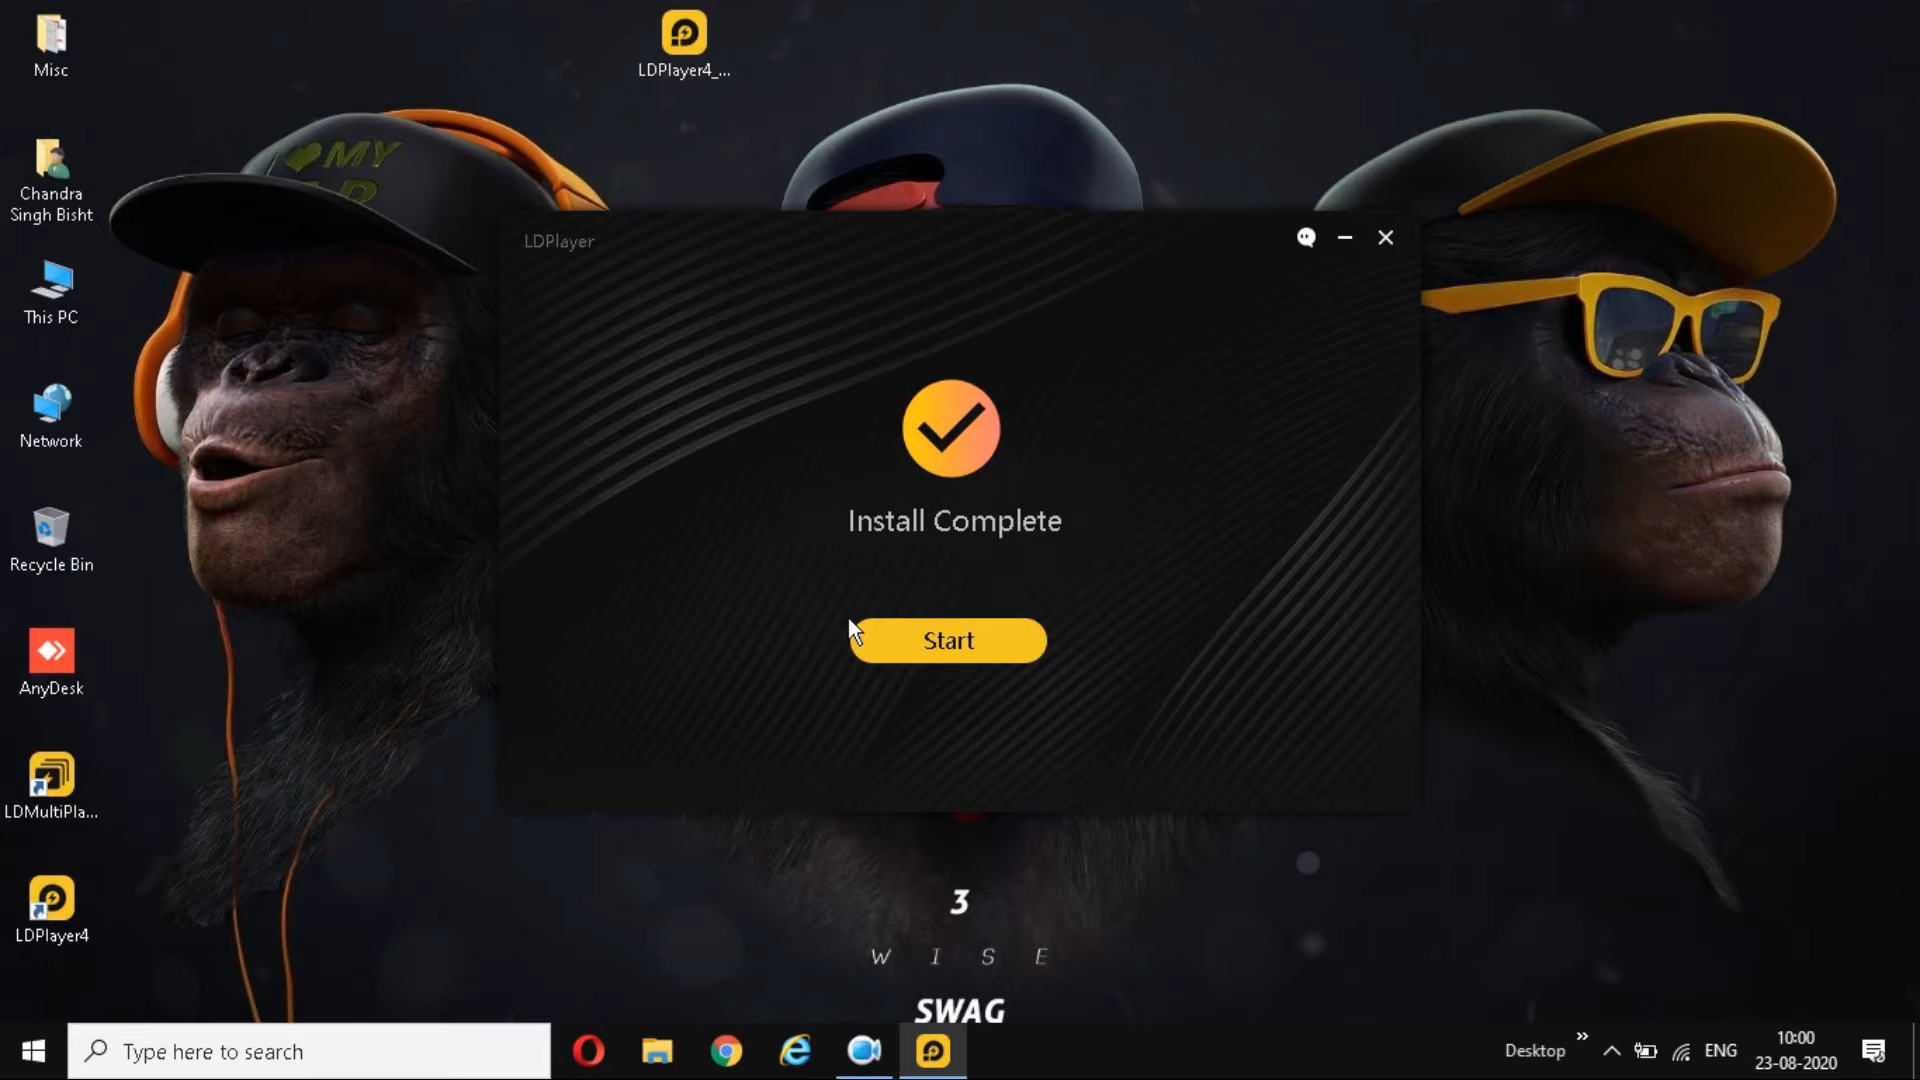 Misc
LDPlayer4_...
I MY
Chandra
Singh Bisht
LDPlayer
This PC
Network
Install Complete
Recycle Bin
Start
AnyDesk
LDMultiPla...
LDPlayer4
3
W I S E
SWAG
Type here to search
Desktop
ENG
10:00
23-08-2020